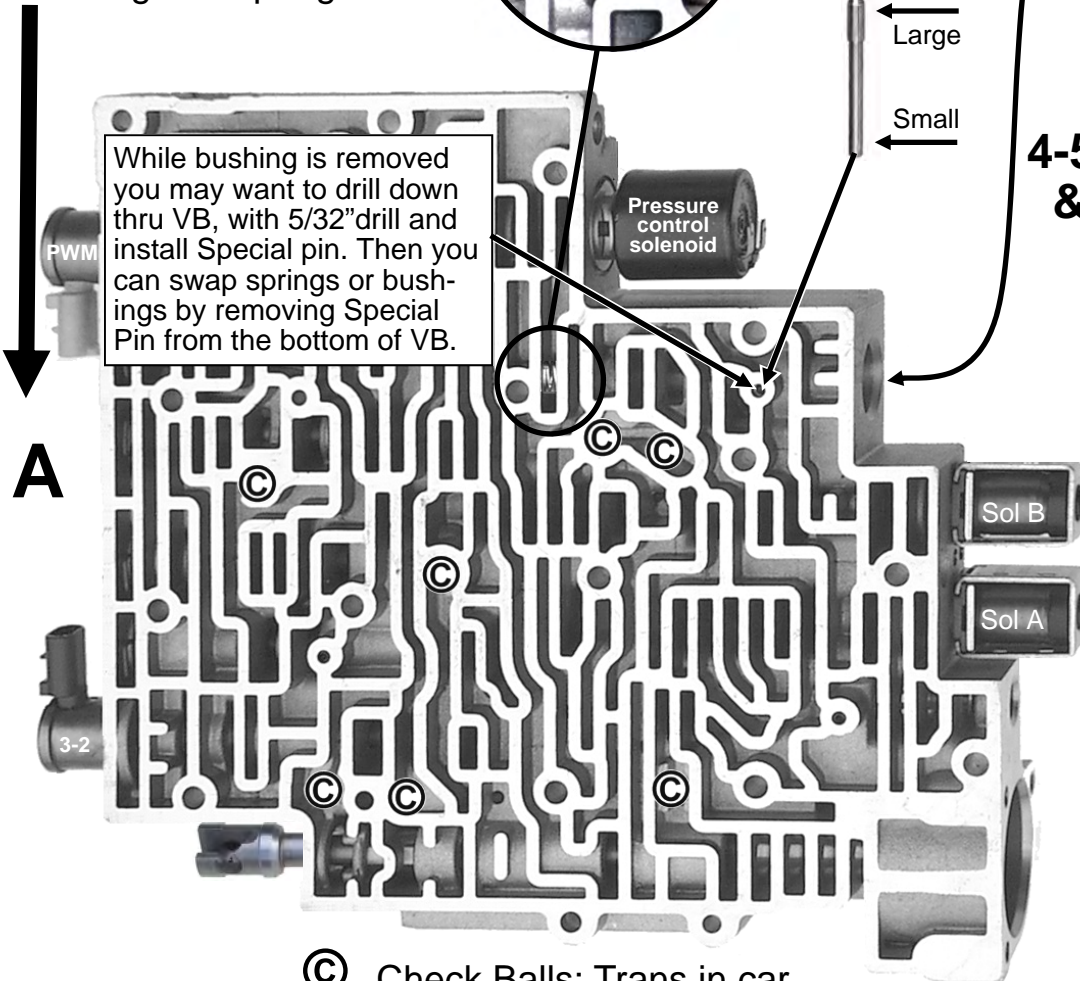 Large
Small
4-5
&
While bushing is removed
you may want to drill down
thru VB, with 5/32”drill and
install Special pin. Then you
can swap springs or bush-
ings by removing Special
Pin from the bottom of VB.
Pressure
control
solenoid
PWM
M
A
Ⓒ
Ⓒ
Ⓒ
Ⓒ
Sol B
Sol A
3-2
Ⓒ
Ⓒ
Ⓒ
Ⓒ Check Balls: Trans in car